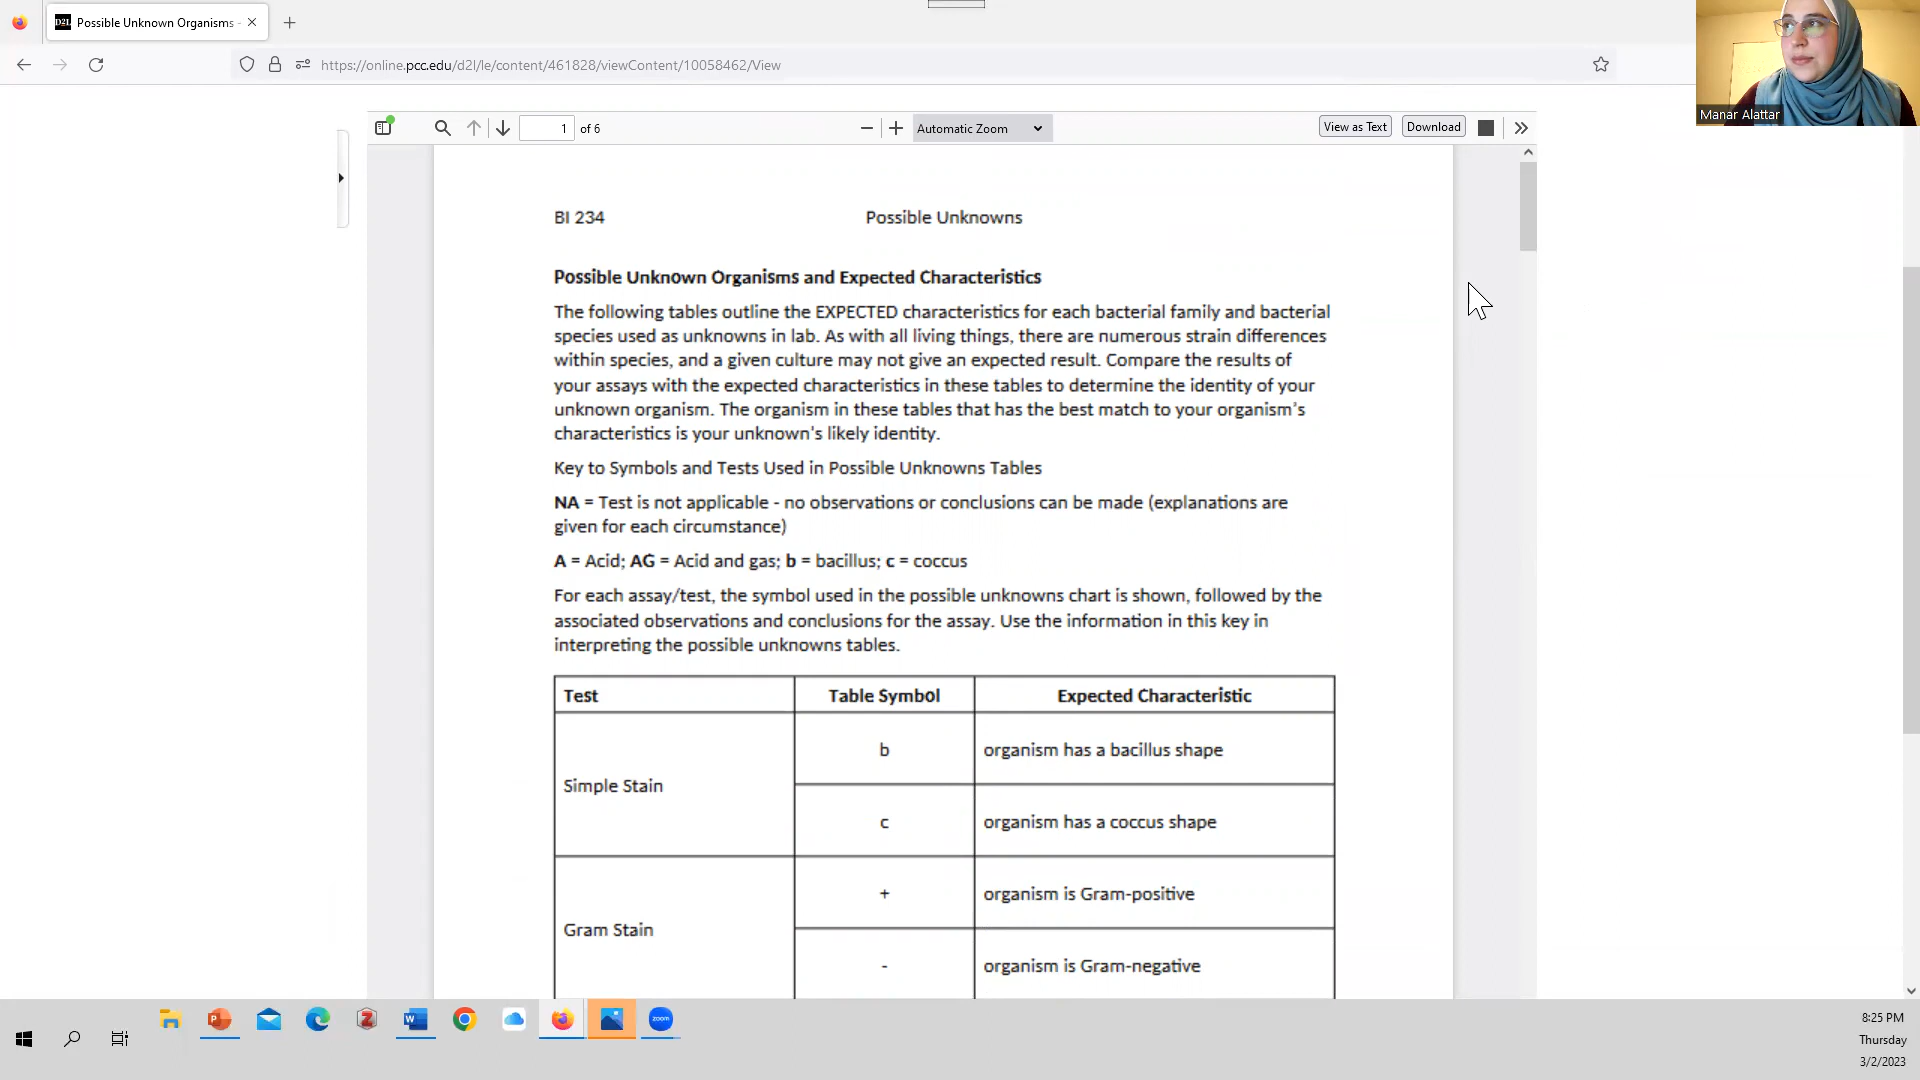 Possible Unknown Organisms -
https://online.pcc.edu/d2l/le/content/461828/viewContent/10058462/View
Manar Alattar
1 of 6
Automatic Zoom
View as Text
Download
BI 234
Possible Unknowns
Possible Unknown Organisms and Expected Characteristics
The following tables outline the EXPECTED characteristics for each bacterial family and bacterial
species used as unknowns in lab. As with all living things, there are numerous strain differences
within species, and a given culture may not give an expected result. Compare the results of
your assays with the expected characteristics in these tables to determine the identity of your
unknown organism. The organism in these tables that has the best match to your organism's
characteristics is your unknown's likely identity.
Key to Symbols and Tests Used in Possible Unknowns Tables
NA = Test is not applicable - no observations or conclusions can be made (explanations are
given for each circumstance)
A = Acid; AG = Acid and gas; b = bacillus; c = coccus
For each assay/test, the symbol used in the possible unknowns chart is shown, followed by the
associated observations and conclusions for the assay. Use the information in this key in
interpreting the possible unknowns tables.
Test Table Symbol Expected Characteristic
Simple Stain
b organism has a bacillus shape
c organism has a coccus shape
Gram Stain
+ organism is Gram-positive
- organism is Gram-negative
zoom
8:25 PM
Thursday
3/2/2023